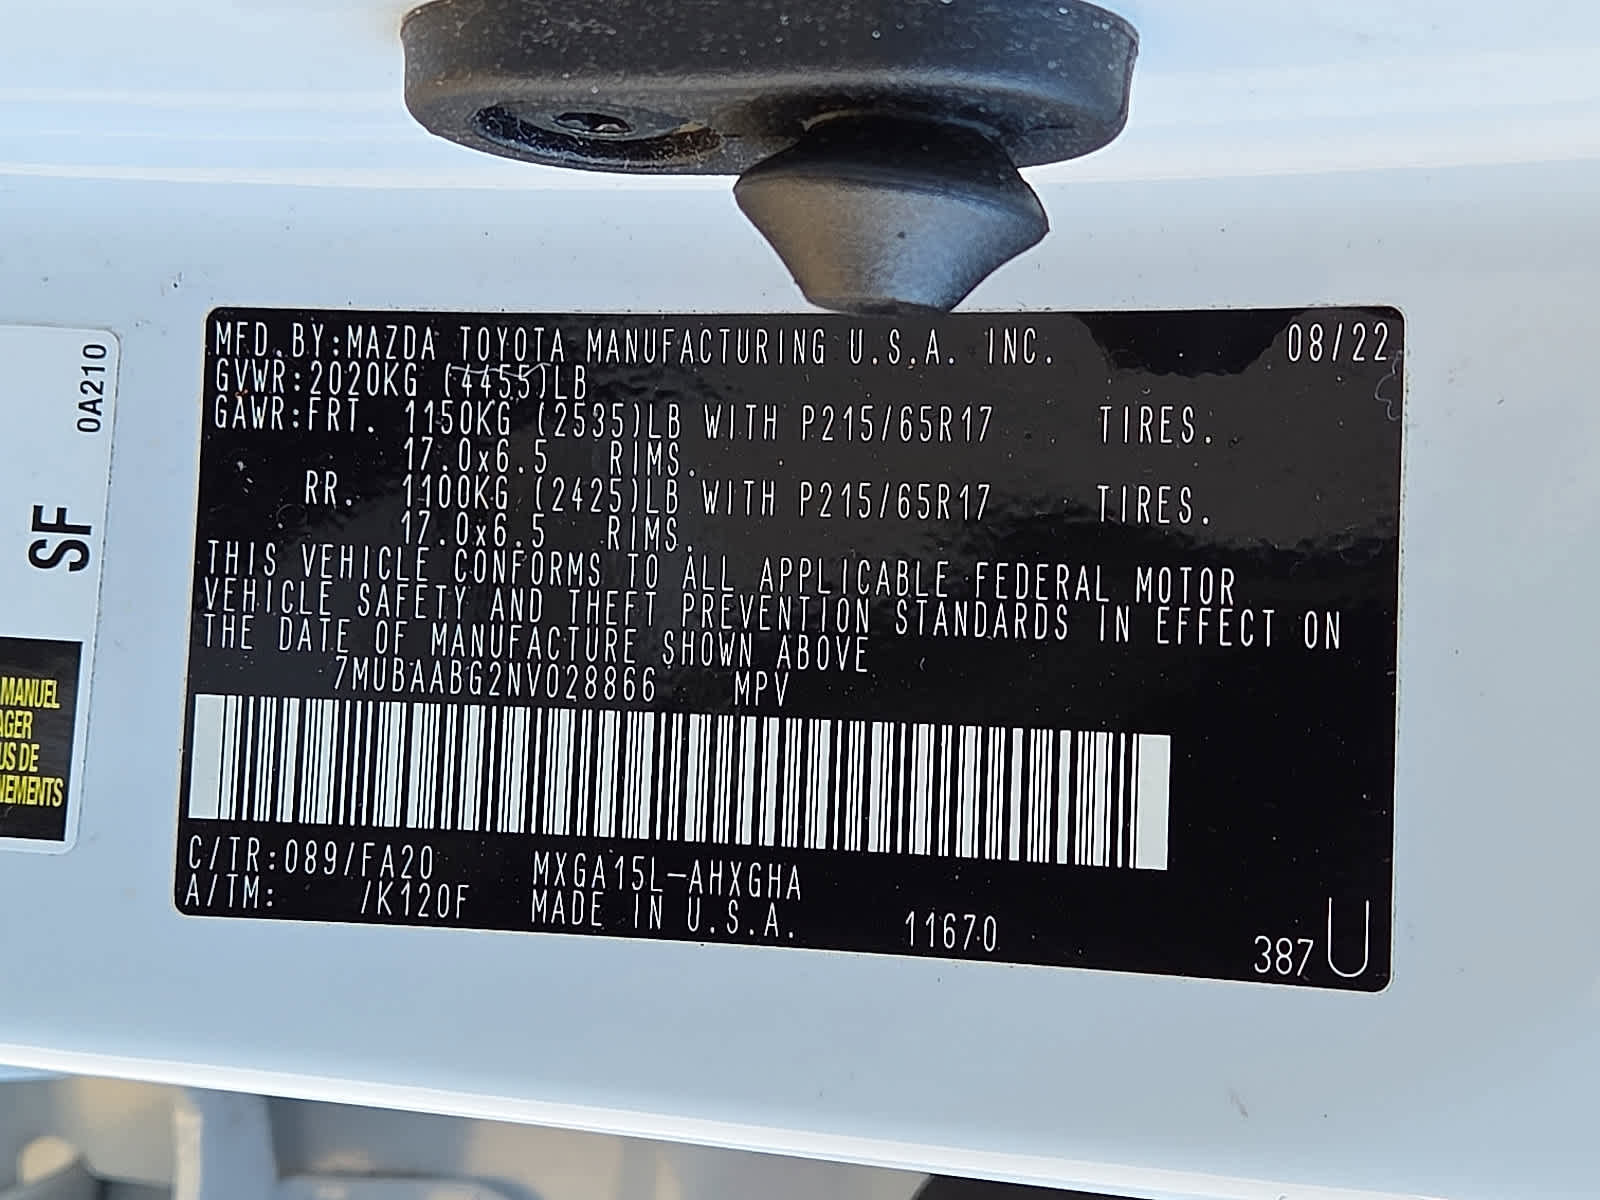 MFD.BY:MAZDA TOYOTA MANUFACTURING U.S.A. INC. 08/22
GVWR:2020KG (4455)LB
GAWR:FRT. 1150KG (2535)LB WITH P215/65R17 TIRES.
17.0x6.5 RIMS.
RR. 1100KG (2425)LB WITH P215/65R17 TIRES.
17.0x6.5 RIMS.
THIS VEHICLE CONFORMS TO ALL APPLICABLE FEDERAL MOTOR
VEHICLE SAFETY AND THEFT PREVENTION STANDARDS IN EFFECT ON
THE DATE OF MANUFACTURE SHOWN ABOVE
7MUBAABG2NV028866 MPV
C/TR:089/FA20 MXGA15L-AHXGHA
A/TM: /K120F MADE IN U.S.A. 11670 387 U
0A210
SF
MANUEL
AGER
US DE
NEMENTS